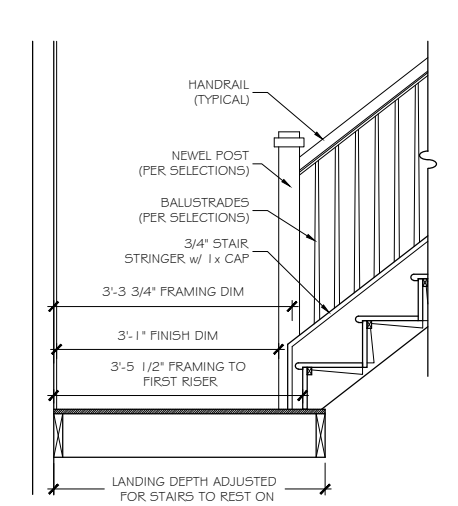 HANDRAIL
(TYPICAL)
NEWEL POST
(PER SELECTIONS)
BALUSTRADES
(PER SELECTIONS)
3/4" STAIR
STRINGER w/ 1x CAP
3'-3 3/4" FRAMING DIM
3'-1" FINISH DIM
3'-5 1/2" FRAMING TO
FIRST RISER
LANDING DEPTH ADJUSTED
FOR STAIRS TO REST ON